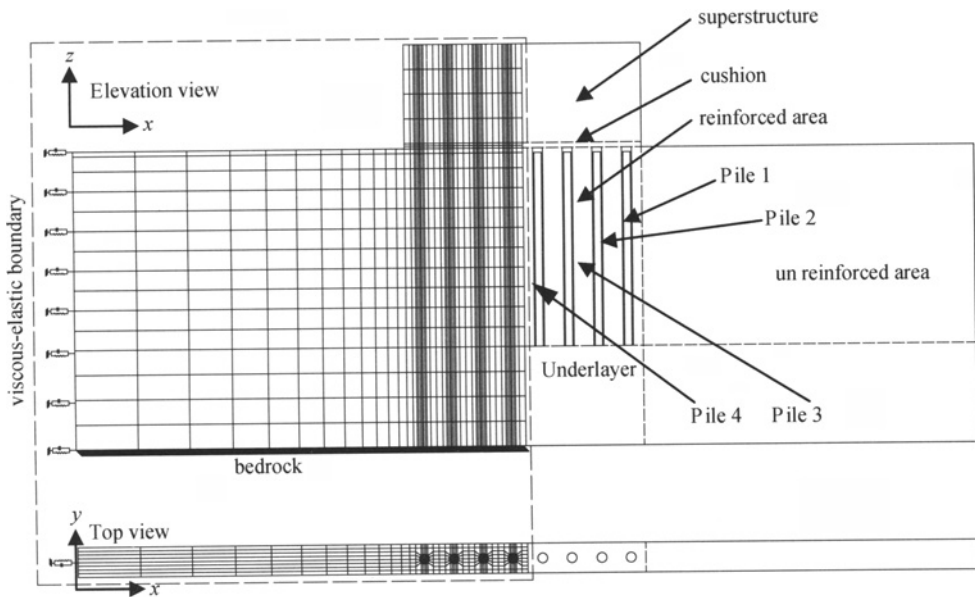 superstructure
z
Elevation view
cushion
x
reinforced area
Pile 1
Pile 2
viscous-elastic boundary
un reinforced area
Underlayer
Pile 4
Pile 3
bedrock
y
Top view
x